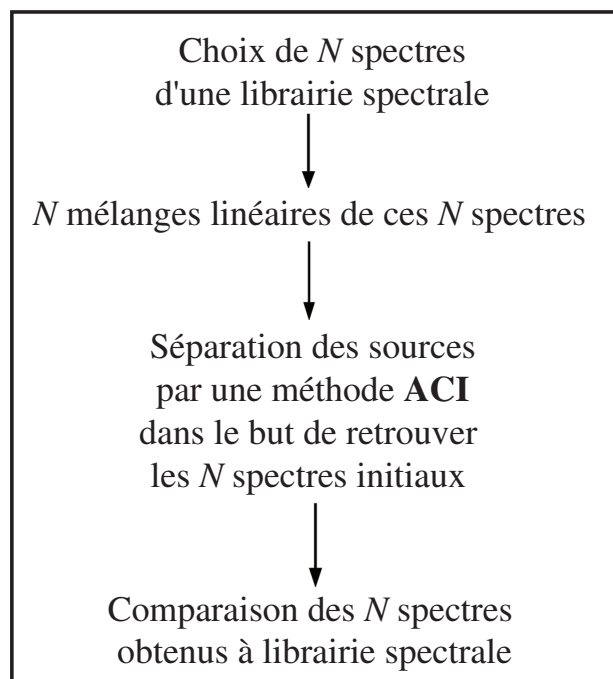 Choix de N spectres
d'une librairie spectrale
N mélanges linéaires de ces N spectres
Séparation des sources
par une méthode ACI
dans le but de retrouver
les N spectres initiaux
Comparaison des N spectres
obtenus à librairie spectrale